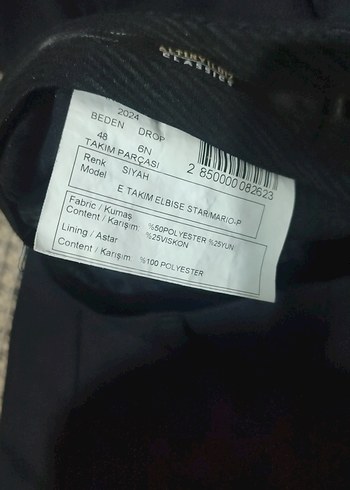 ALTINYILDIZ
CLASSICS
2024
BEDEN DROP
48 6N
TAKIM PARÇASI
2 850000 082623
Renk SIYAH
Model
E TAKIM ELBISE STAR/MARIO-P
Fabric / Kumaş
Content / Karışım %50POLYESTER %25YUN
%25VISKON
Lining / Astar
Content / Karışım %100 POLYESTER